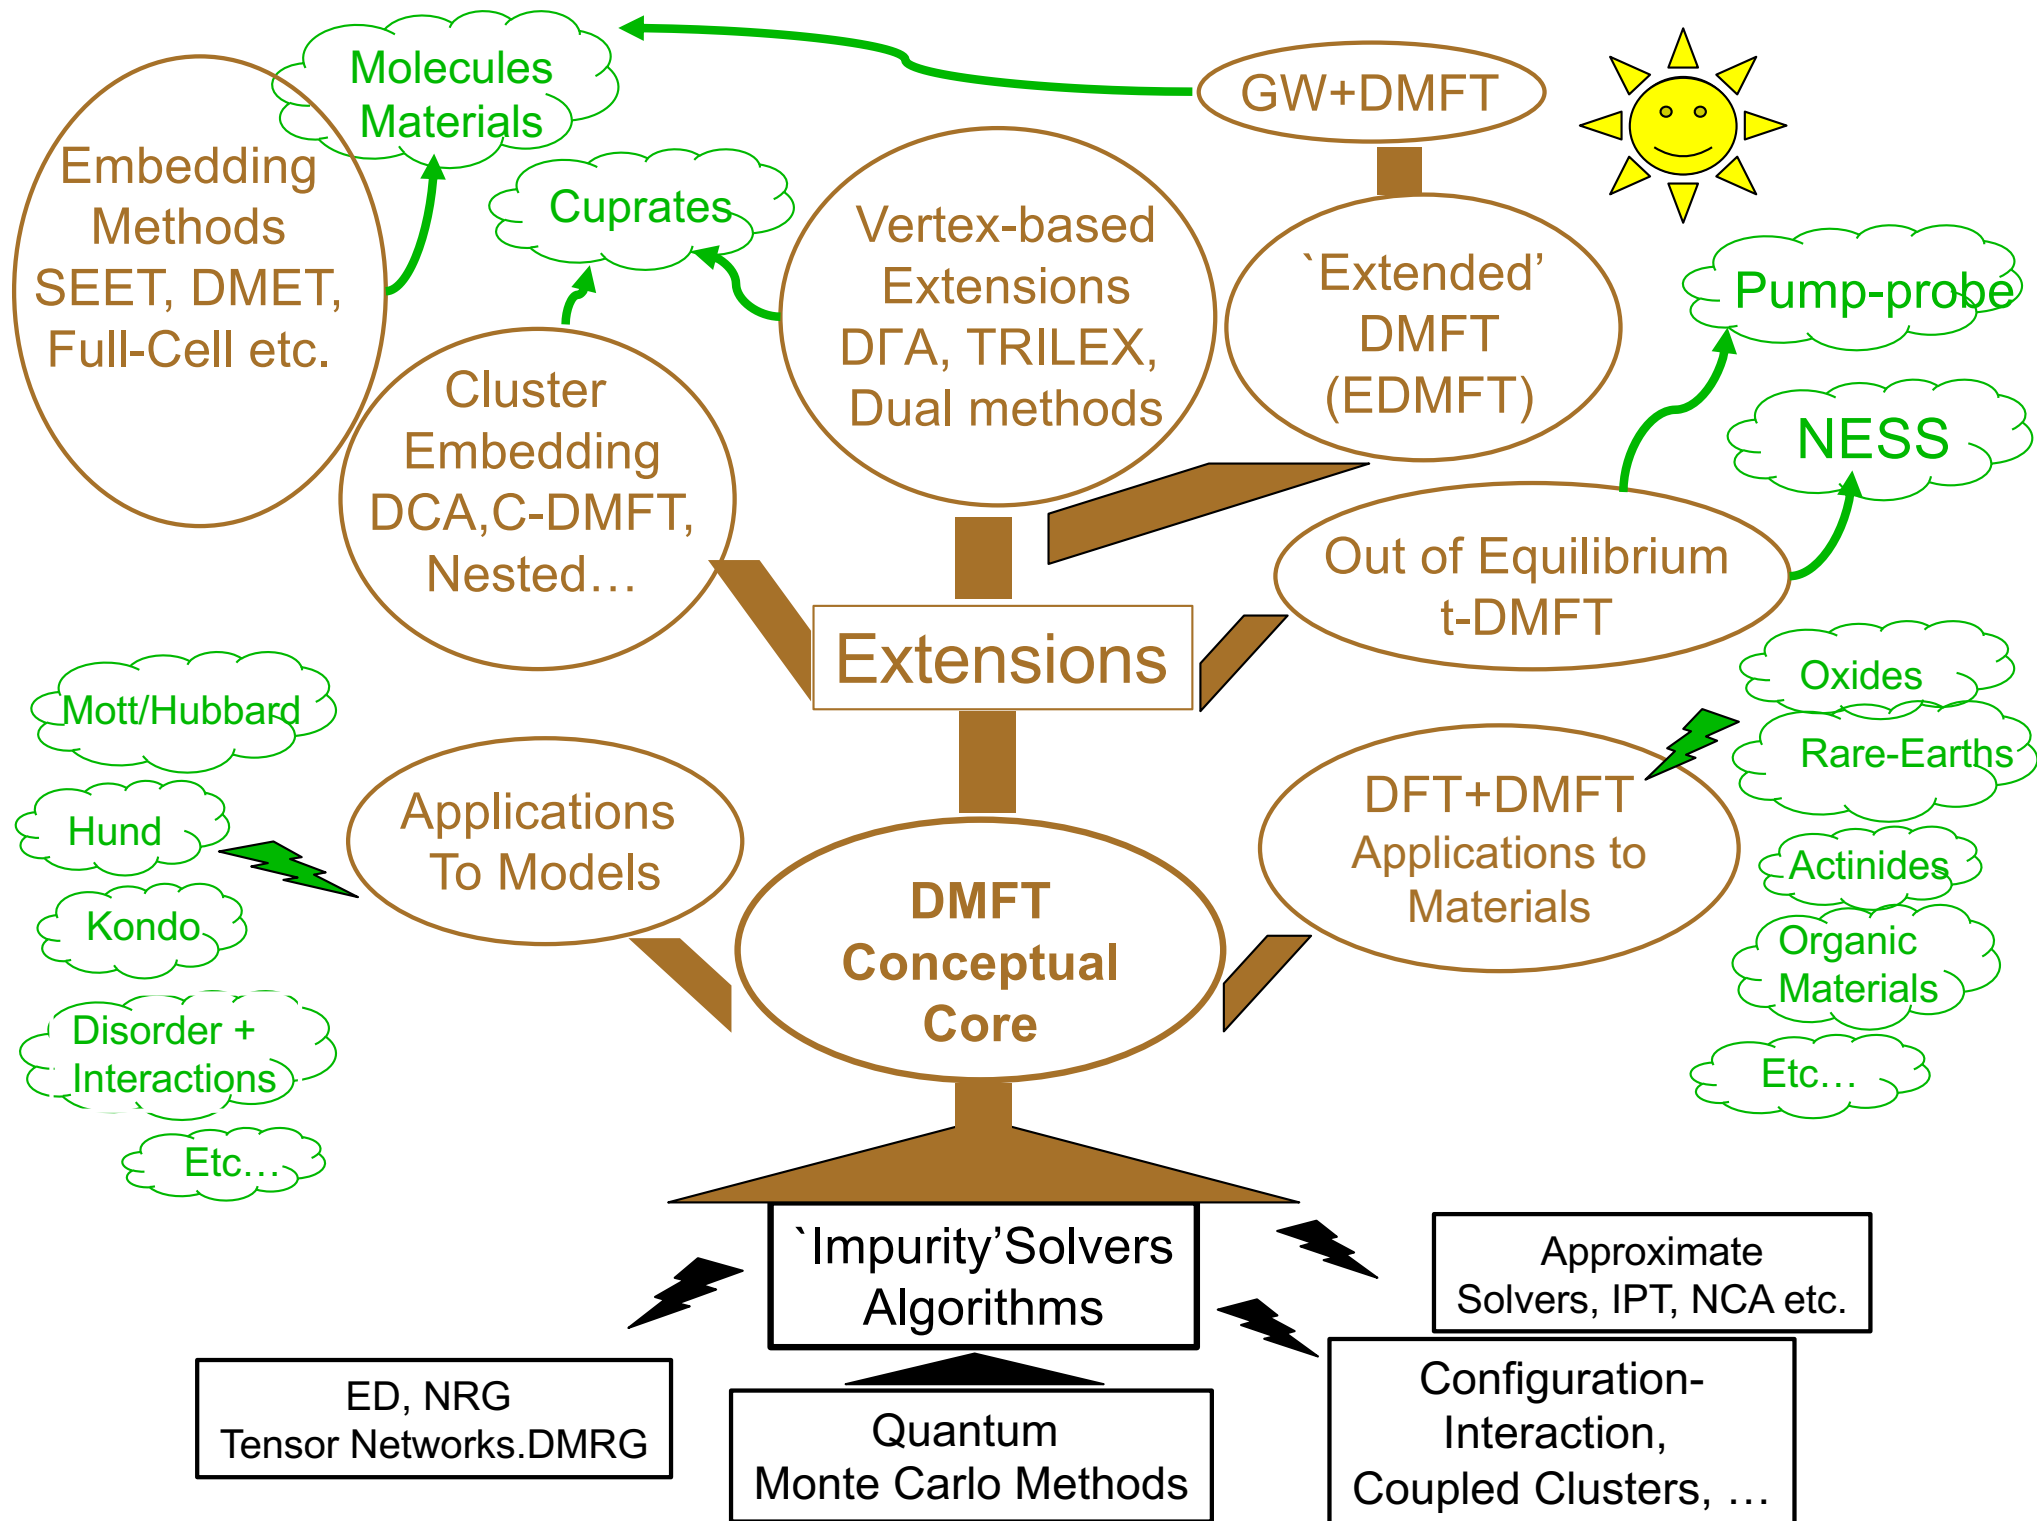 Molecules
Materials
GW+DMFT
Embedding
Methods
SEET, DMET,
Full-Cell etc.
Cuprates
Vertex-based
Extensions
DΓA, TRILEX,
Dual methods
`Extended’
DMFT
(EDMFT)
Pump-probe
NESS
Cluster
Embedding
DCA,C-DMFT,
Nested…
Out of Equilibrium
t-DMFT
Extensions
Mott/Hubbard
Hund
Kondo
Disorder +
Interactions
Etc…
Applications
To Models
DMFT
Conceptual
Core
DFT+DMFT
Applications to
Materials
Oxides
Rare-Earths
Actinides
Organic
Materials
Etc…
`Impurity’Solvers
Algorithms
Approximate
Solvers, IPT, NCA etc.
ED, NRG
Tensor Networks.DMRG
Quantum
Monte Carlo Methods
Configuration-
Interaction,
Coupled Clusters, …